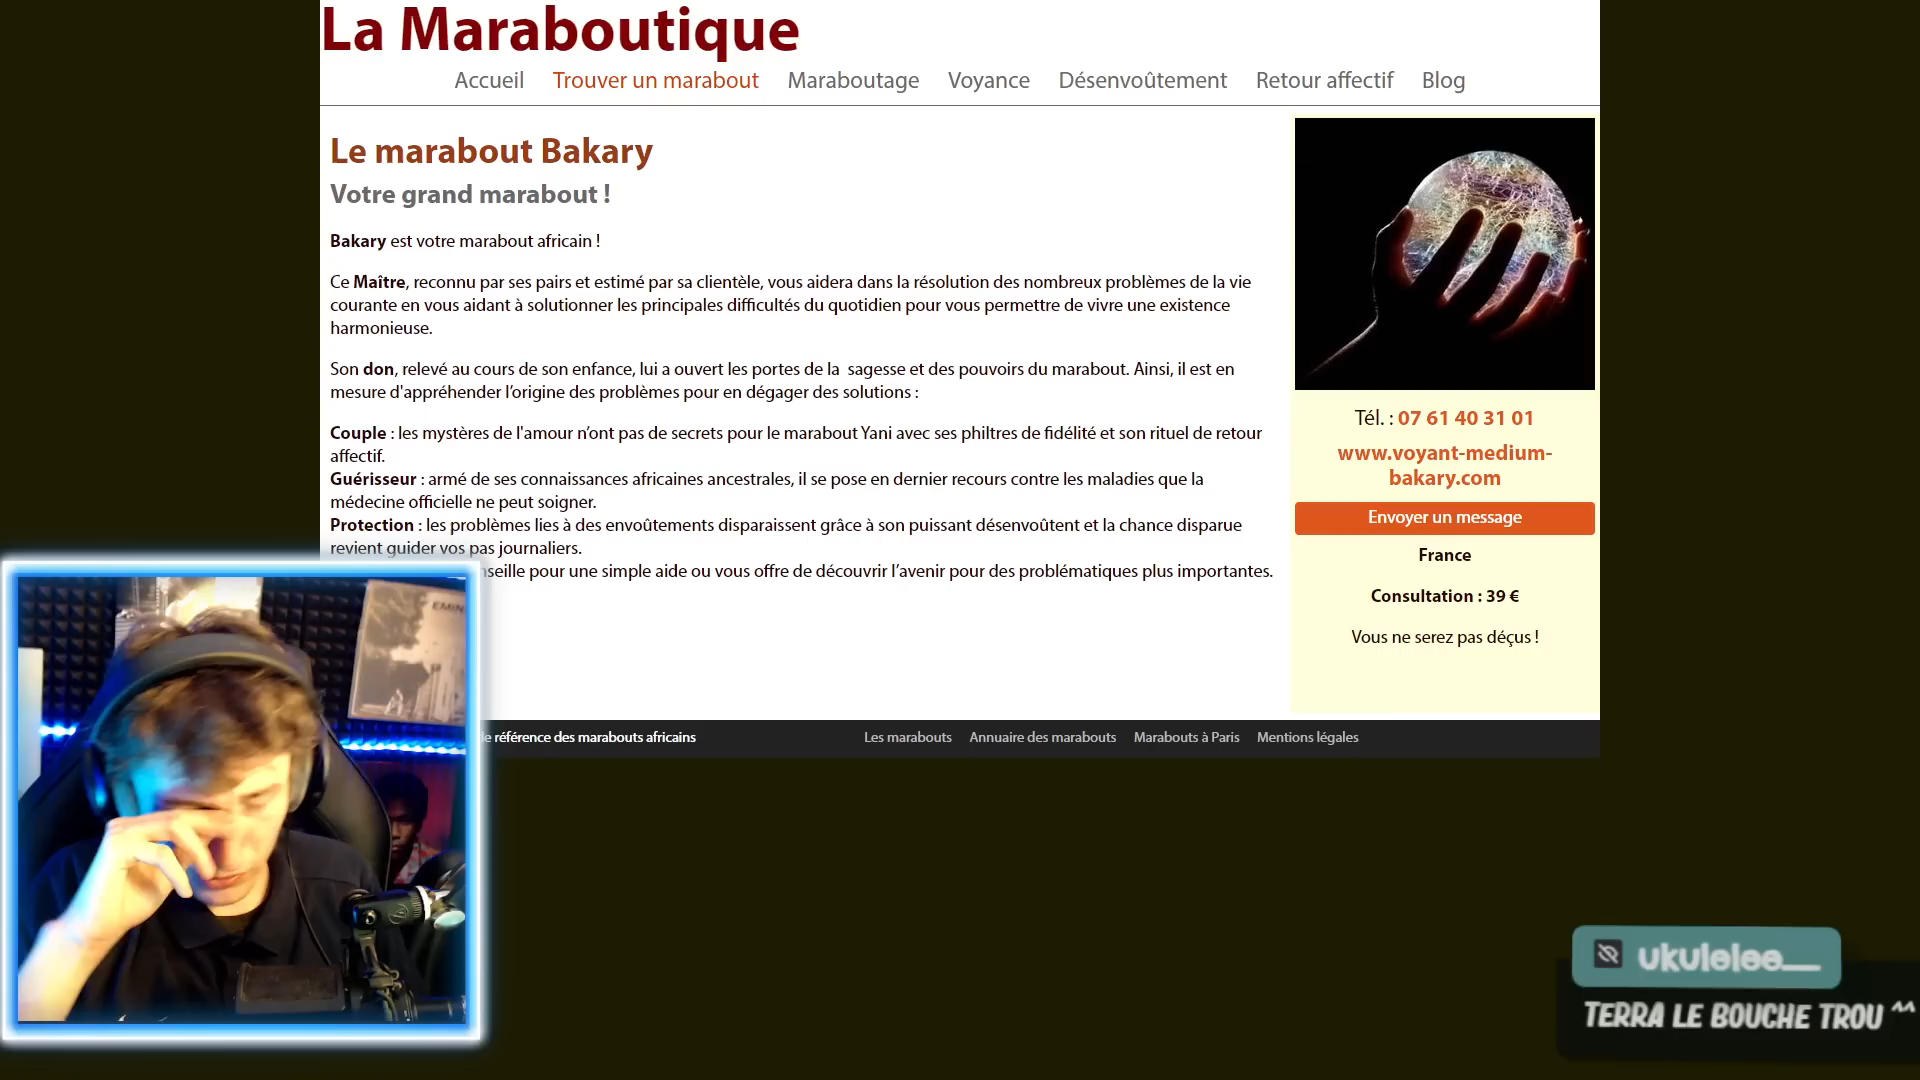 La Maraboutique
Accueil Trouver un marabout Maraboutage Voyance Désenvoûtement Retour affectif Blog
Le marabout Bakary
Votre grand marabout !
Bakary est votre marabout africain !
Ce Maître, reconnu par ses pairs et estimé par sa clientèle, vous aidera dans la résolution des nombreux problèmes de la vie
courante en vous aidant à solutionner les principales difficultés du quotidien pour vous permettre de vivre une existence
harmonieuse.
Son don, relevé au cours de son enfance, lui a ouvert les portes de la sagesse et des pouvoirs du marabout. Ainsi, il est en
mesure d'appréhender l’origine des problèmes pour en dégager des solutions :
Couple : les mystères de l'amour n’ont pas de secrets pour le marabout Yani avec ses philtres de fidélité et son rituel de retour
affectif.
Guérisseur : armé de ses connaissances africaines ancestrales, il se pose en dernier recours contre les maladies que la
médecine officielle ne peut soigner.
Protection : les problèmes lies à des envoûtements disparaissent grâce à son puissant désenvoûtent et la chance disparue
revient guider vos pas journaliers.
nseille pour une simple aide ou vous offre de découvrir l’avenir pour des problématiques plus importantes.
Tél. : 07 61 40 31 01
www.voyant-medium-
bakary.com
Envoyer un message
France
Consultation : 39 €
Vous ne serez pas déçus !
de référence des marabouts africains Les marabouts Annuaire des marabouts Marabouts à Paris Mentions légales
EMIN
ukulelee__
TERRA LE BOUCHE TROU ^^